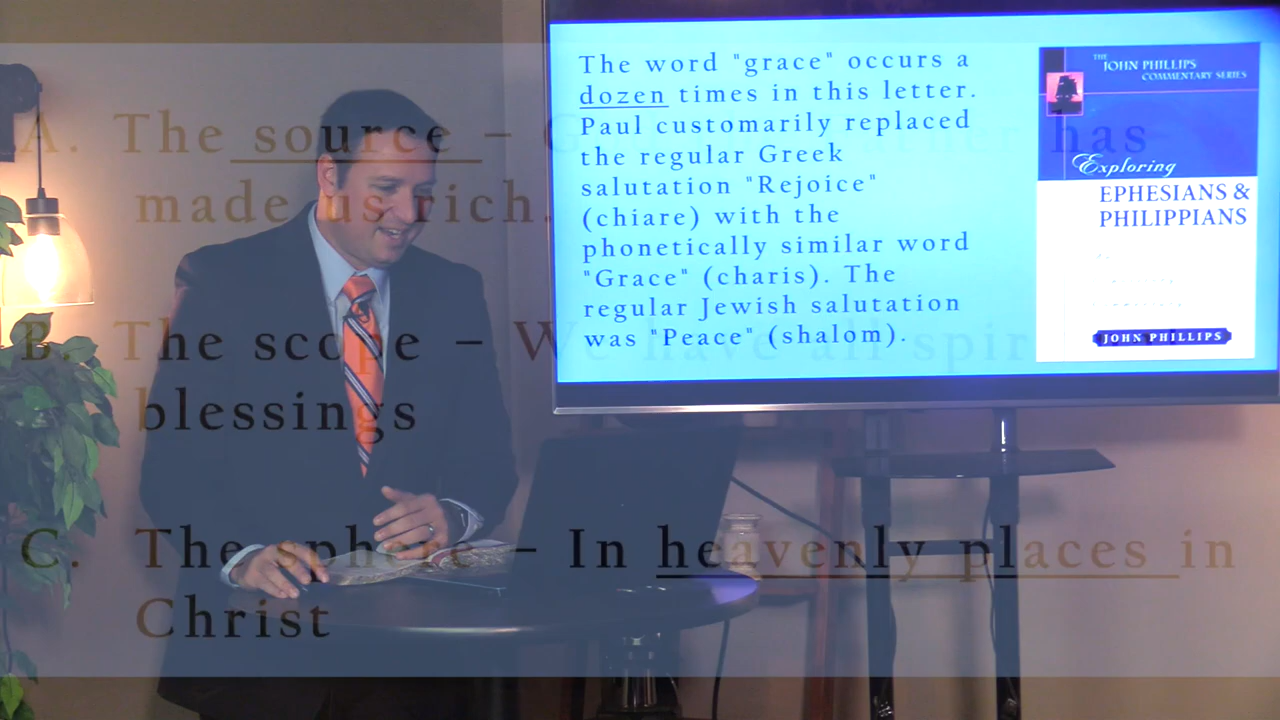 The word "grace" occurs a
dozen times in this letter.
Paul customarily replaced
the regular Greek
salutation "Rejoice"
(chiare) with the
phonetically similar word
"Grace" (charis). The
regular Jewish salutation
was "Peace" (shalom).
THE
JOHN PHILLIPS
COMMENTARY SERIES
Exploring
EPHESIANS &
PHILIPPIANS
JOHN PHILLIPS
A. The source – has
made us rich.
B. The scope – We have all
blessings
C. The sphere – In heavenly places in
Christ